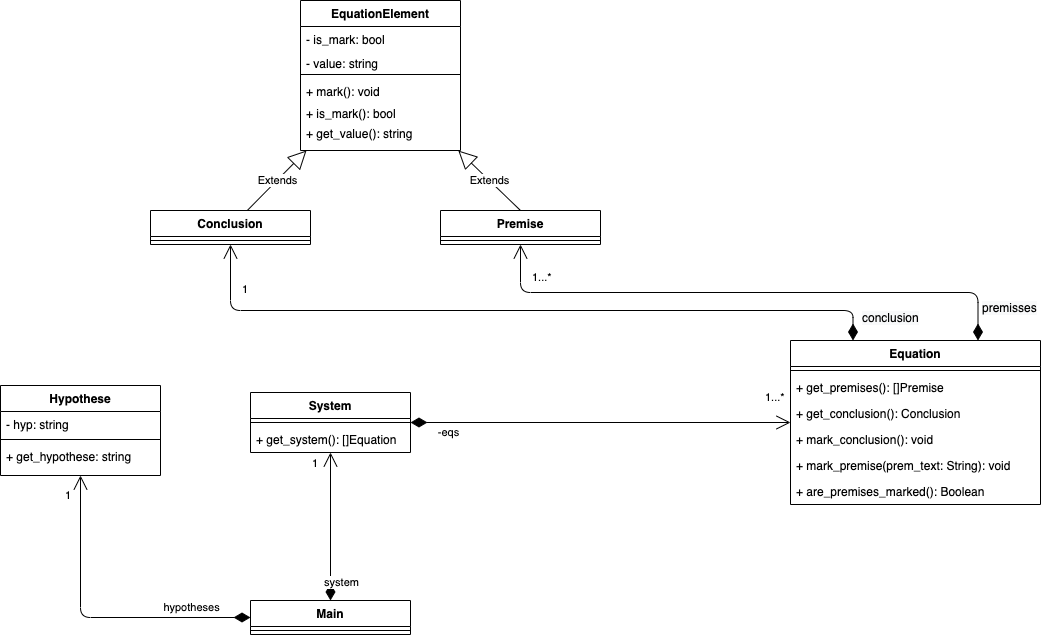 EquationElement
- is_mark: bool
- value: string
+ mark(): void
+ is_mark(): bool
+ get_value(): string
Extends
Extends
Conclusion
Premise
1
1...*
conclusion
premisses
Equation
+ get_premises(): []Premise
+ get_conclusion(): Conclusion
+ mark_conclusion(): void
+ mark_premise(prem_text: String): void
+ are_premises_marked(): Boolean
Hypothese
- hyp: string
+ get_hypothese: string
System
+ get_system(): []Equation
-eqs
1...*
1
1
system
hypotheses
Main